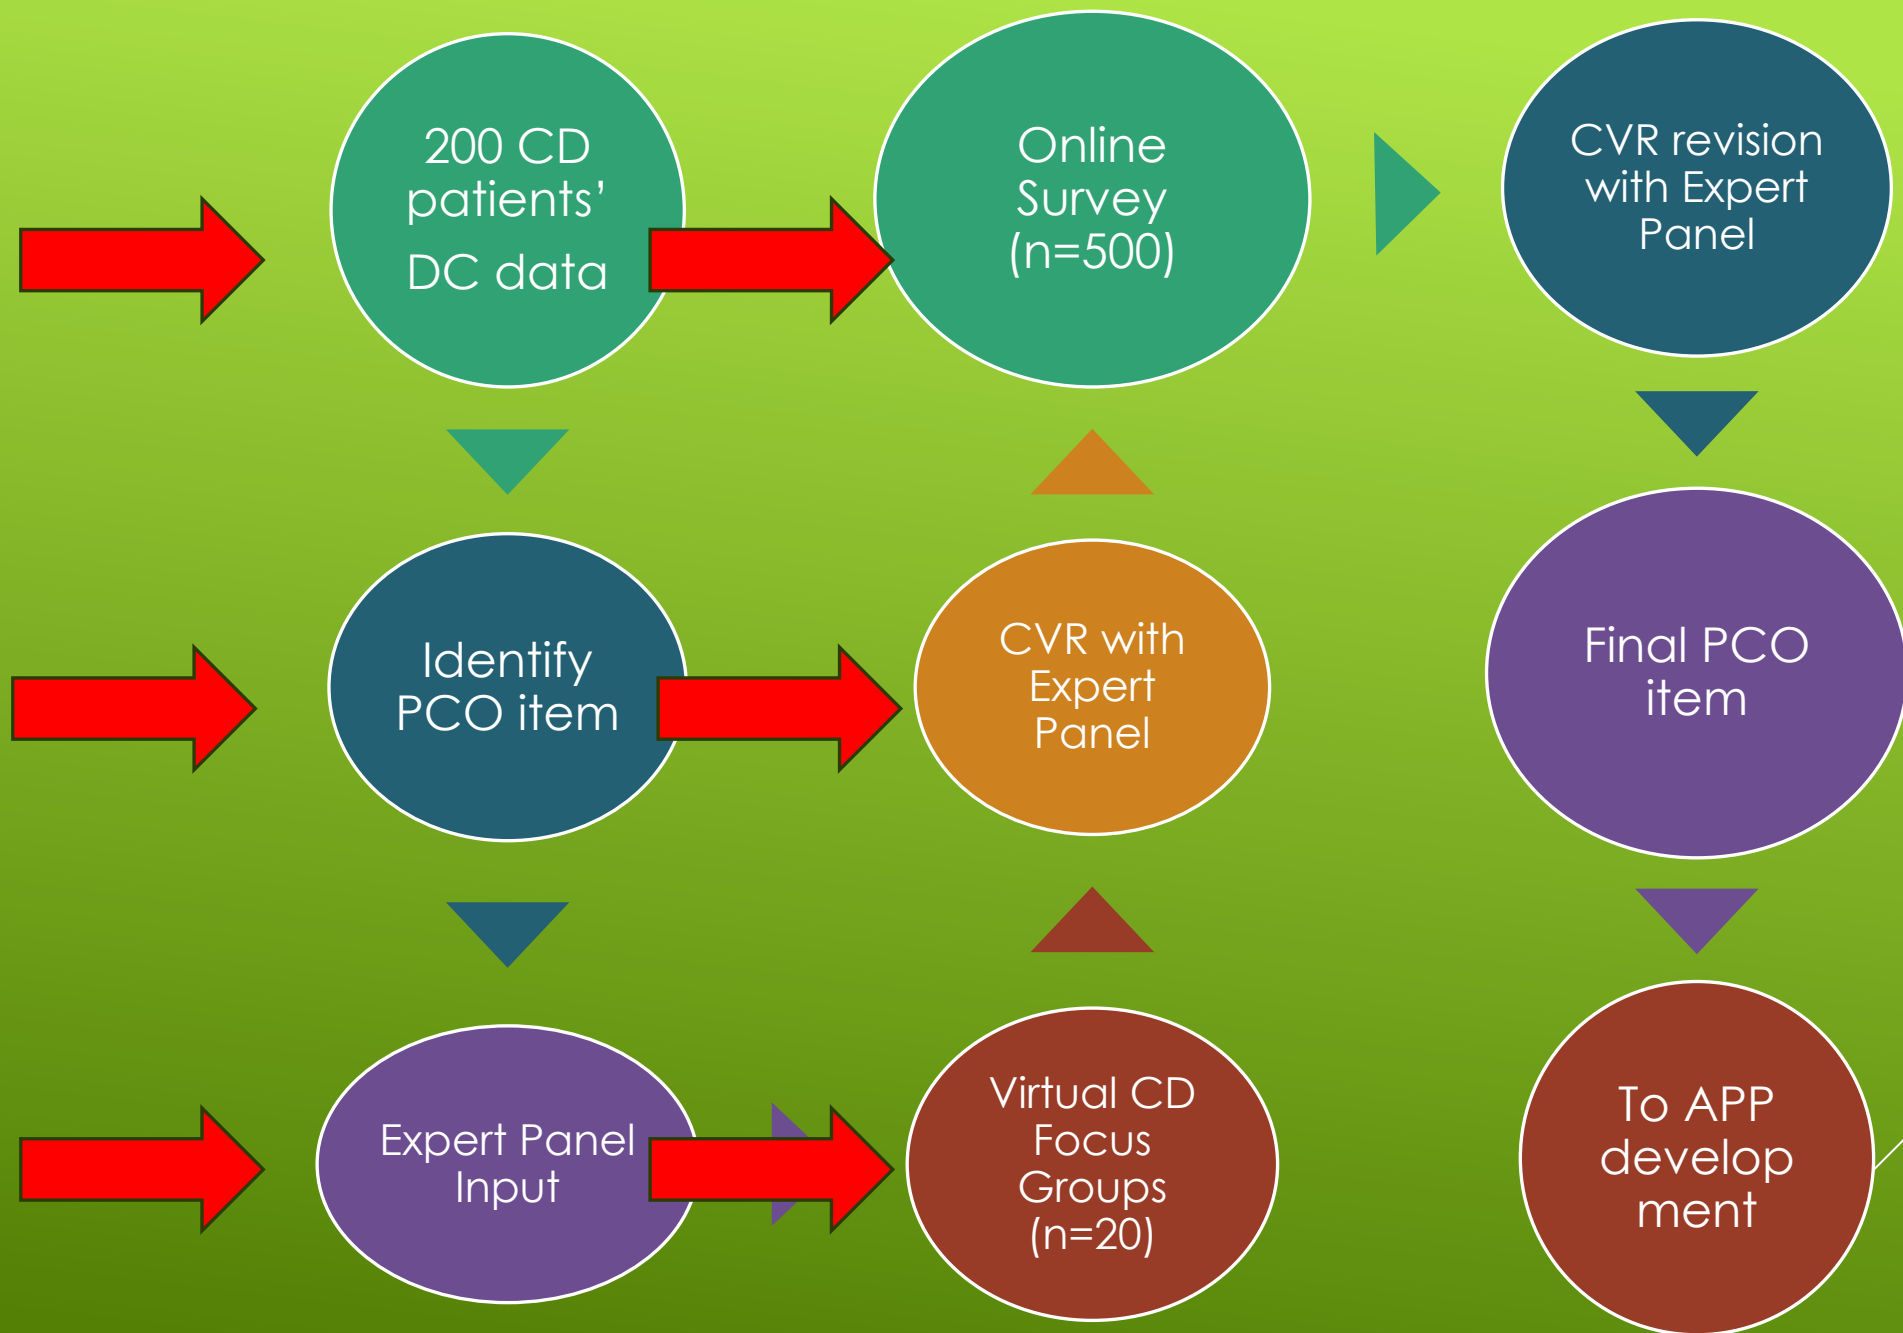 200 CD
patients’
DC data
Identify
PCO item
Expert Panel
Input
Virtual CD
Focus
Groups
(n=20)
CVR with
Expert
Panel
Online
Survey
(n=500)
CVR revision
with Expert
Panel
Final PCO
item
To APP
develop
ment